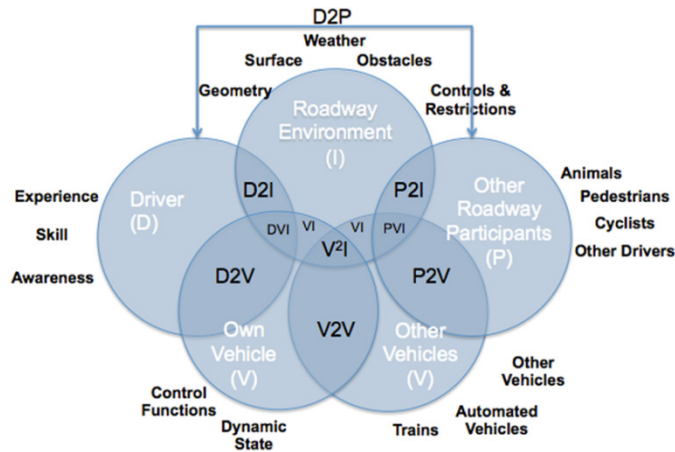 D2P
Weather
Surface
Obstacles
Geometry
Controls &
Restrictions
Roadway
Environment
(I)
Driver
(D)
D2I
P2I
Other
Roadway
Participants
(P)
Experience
Skill
Awareness
Animals
Pedestrians
Cyclists
Other Drivers
DVI
VI
V²I
VI
PVI
D2V
P2V
V2V
Own
Vehicle
(V)
Other
Vehicles
(V)
Control
Functions
Dynamic
State
Trains
Automated
Vehicles
Other
Vehicles